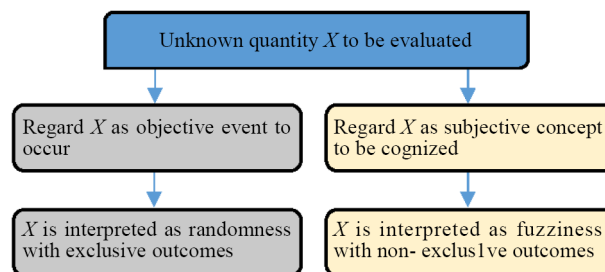 Unknown quantity X to be evaluated
Regard X as objective event to
occur
Regard X as subjective concept
to be cognized
X is interpreted as randomness
with exclusive outcomes
X is interpreted as fuzziness
with non- exclus1ve outcomes